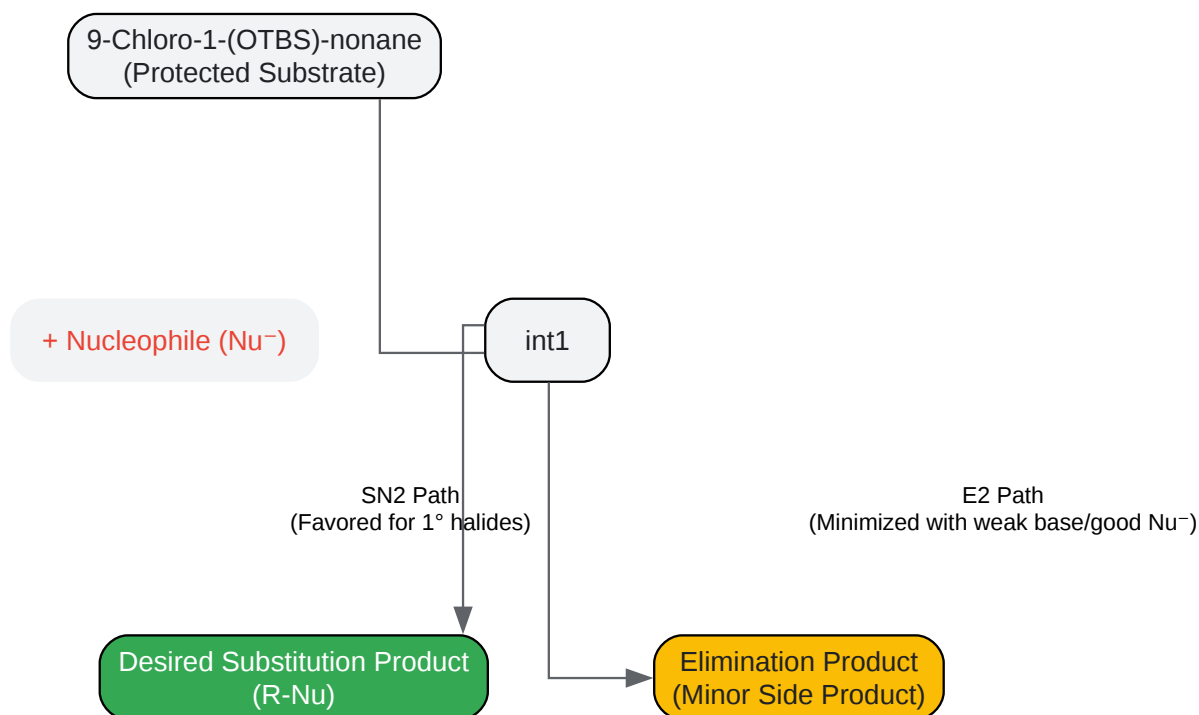 9-Chloro-1-(OTBS)-nonane
(Protected Substrate)
+ Nucleophile (Nu⁻)
int1
SN2 Path
(Favored for 1° halides)
E2 Path
(Minimized with weak base/good Nu⁻)
Desired Substitution Product
(R-Nu)
Elimination Product
(Minor Side Product)